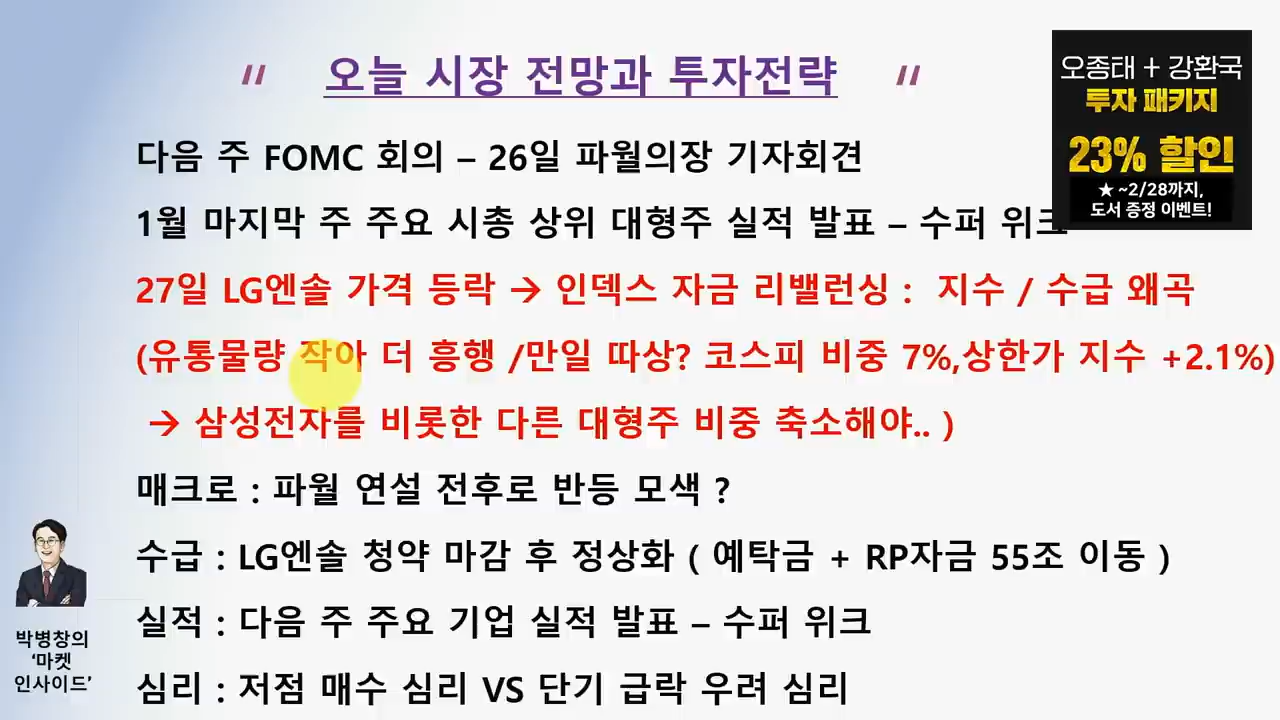 " 오늘 시장 전망과 투자전략 "
오종태 + 강환국
투자 패키지
23% 할인
★ ~2/28까지,
도서 증정 이벤트!
다음 주 FOMC 회의 – 26일 파월의장 기자회견
1월 마지막 주 주요 시총 상위 대형주 실적 발표 – 수퍼 위크
27일 LG엔솔 가격 등락 → 인덱스 자금 리밸런싱 : 지수 / 수급 왜곡
(유통물량 작아 더 흥행 /만일 따상? 코스피 비중 7%,상한가 지수 +2.1%)
→ 삼성전자를 비롯한 다른 대형주 비중 축소해야.. )
매크로 : 파월 연설 전후로 반등 모색 ?
수급 : LG엔솔 청약 마감 후 정상화 ( 예탁금 + RP자금 55조 이동 )
실적 : 다음 주 주요 기업 실적 발표 – 수퍼 위크
심리 : 저점 매수 심리 VS 단기 급락 우려 심리
박병창의
‘마켓
인사이드’